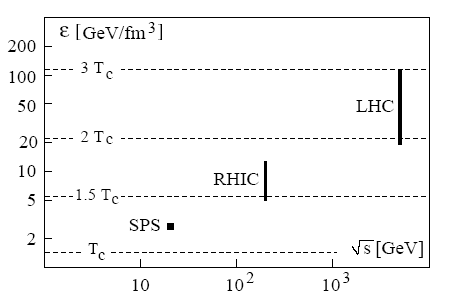 ε [GeV/fm³]
200
3 T_c
100
50
LHC
2 T_c
20
10
RHIC
1.5 T_c
5
SPS
2
T_c
√s [GeV]
10 10² 10³